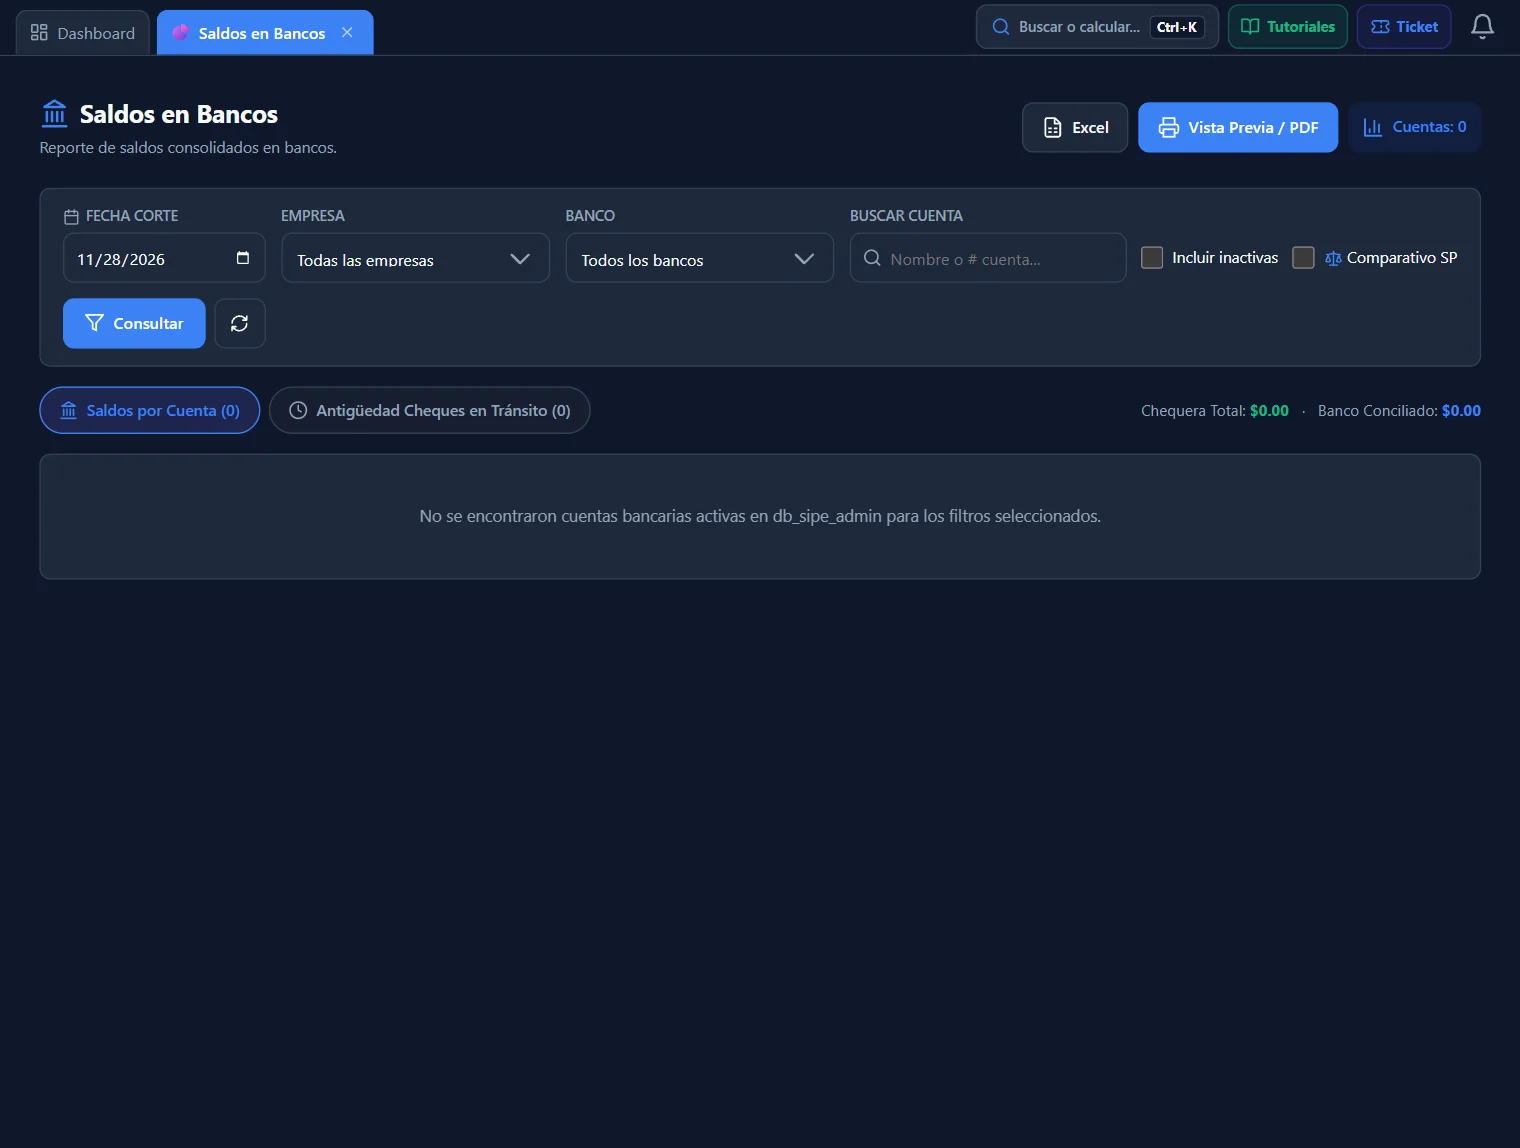 Dashboard
Saldos en Bancos
Buscar o calcular... Ctrl+K
Tutoriales
Ticket
Saldos en Bancos
Reporte de saldos consolidados en bancos.
Excel
Vista Previa / PDF
Cuentas: 0
FECHA CORTE
EMPRESA
BANCO
BUSCAR CUENTA
11/28/2026
Todas las empresas
Todos los bancos
Nombre o # cuenta...
Incluir inactivas
Comparativo SP
Consultar
Saldos por Cuenta (0)
Antigüedad Cheques en Tránsito (0)
Chequera Total: $0.00 · Banco Conciliado: $0.00
No se encontraron cuentas bancarias activas en db_sipe_admin para los filtros seleccionados.